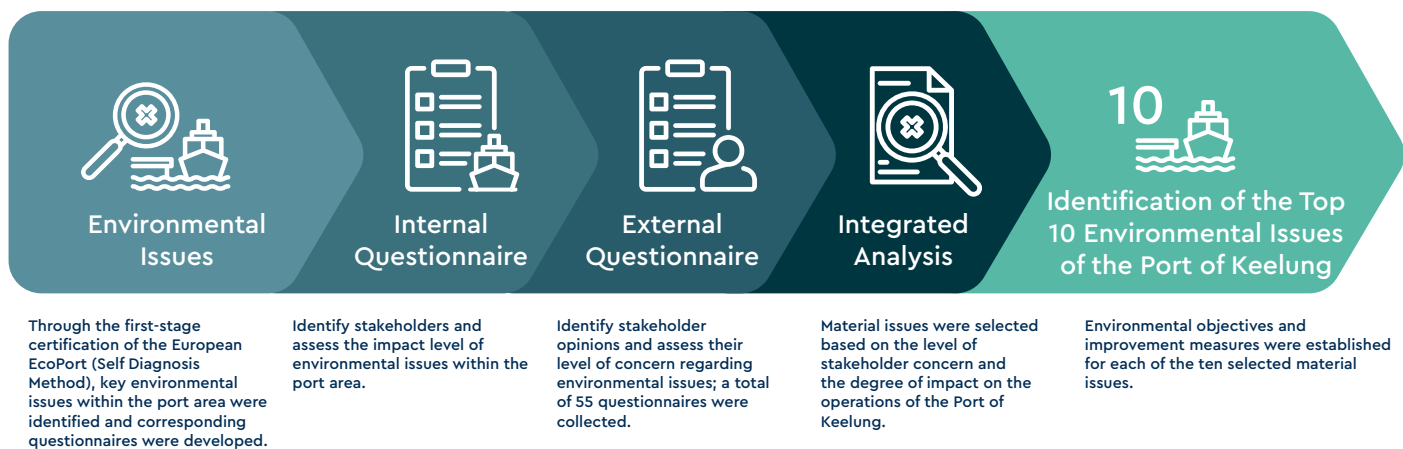 Environmental
Issues
Internal
Questionnaire
External
Questionnaire
Integrated
Analysis
10
Identification of the Top
10 Environmental Issues
of the Port of Keelung
Through the first-stage
certification of the European
EcoPort (Self Diagnosis
Method), key environmental
issues within the port area were
identified and corresponding
questionnaires were developed.
Identify stakeholders and
assess the impact level of
environmental issues within the
port area.
Identify stakeholder
opinions and assess their
level of concern regarding
environmental issues; a total
of 55 questionnaires were
collected.
Material issues were selected
based on the level of
stakeholder concern and
the degree of impact on the
operations of the Port of
Keelung.
Environmental objectives and
improvement measures were established
for each of the ten selected material
issues.